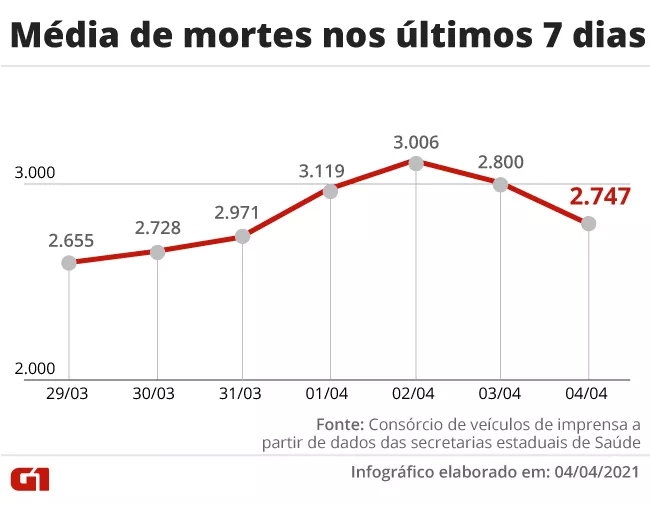 Média de mortes nos últimos 7 dias
3.006
3.119
2.800
3.000
2.971
2.747
2.728
2.655
2.000
29/03 30/03 31/03 01/04 02/04 03/04 04/04
Fonte: Consórcio de veículos de imprensa a
partir de dados das secretarias estaduais de Saúde
G1
Infográfico elaborado em: 04/04/2021